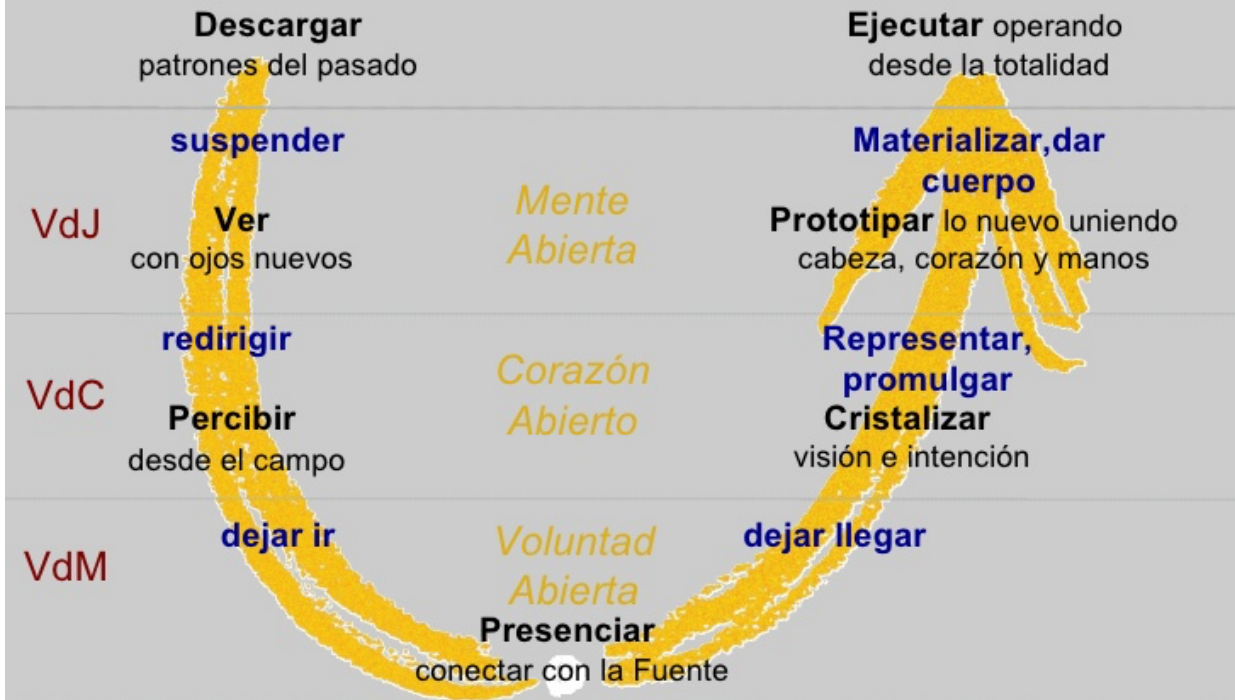 Descargar
patrones del pasado
Ejecutar operando
desde la totalidad
suspender
Materializar,dar
cuerpo
VdJ
Ver
con ojos nuevos
Mente
Abierta
Prototipar lo nuevo uniendo
cabeza, corazón y manos
redirigir
Representar,
promulgar
VdC
Percibir
desde el campo
Corazón
Abierto
Cristalizar
visión e intención
dejar ir
dejar llegar
VdM
Voluntad
Abierta
Presenciar
conectar con la Fuente